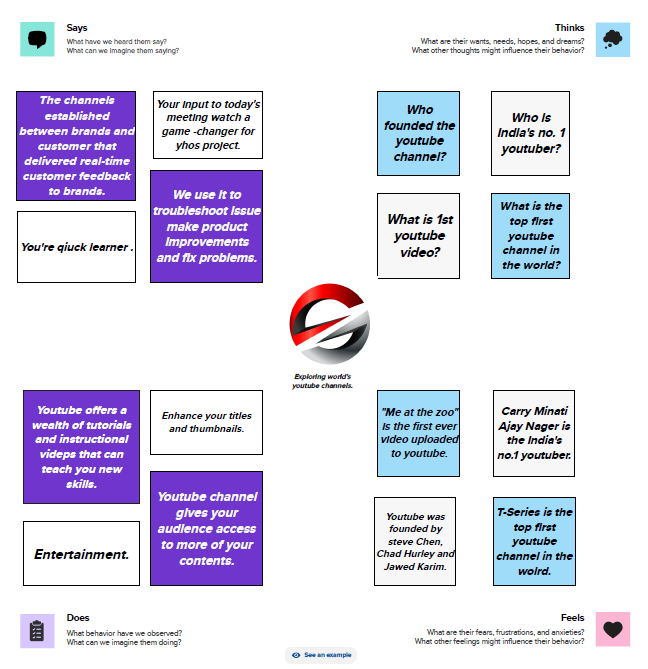 Says
What have we heard them say?
What can we imagine them saying?
Thinks
What are their wants, needs, hopes, and dreams?
What other thoughts might influence their behavior?
The channels
established
between brands and
customer that
delivered real-time
customer feedback
to brands.
Your input to today's
meeting watch a
game -changer for
yhos project.
You're qiuck learner .
We use it to
troubleshoot issue
make product
improvements
and fix problems.
Who
founded the
youtube
channel?
Who is
India's no. 1
youtuber?
What is 1st
youtube
video?
What is the
top first
youtube
channel in
the world?
Exploring world's
youtube channels.
Youtube offers a
wealth of tutorials
and instructional
videps that can
teach you new
skills.
Enhance your titles
and thumbnails.
Entertainment.
Youtube channel
gives your
audience access
to more of your
contents.
"Me at the zoo"
is the first ever
video uploaded
to youtube.
Carry Minati
Ajay Nager is
the India's
no.1 youtuber.
Youtube was
founded by
steve Chen,
Chad Hurley and
Jawed Karim.
T-Series is the
top first
youtube
channel in the
wolrd.
Does
What behavior have we observed?
What can we imagine them doing?
Feels
What are their fears, frustrations, and anxieties?
What other feelings might influence their behavior?
See an example